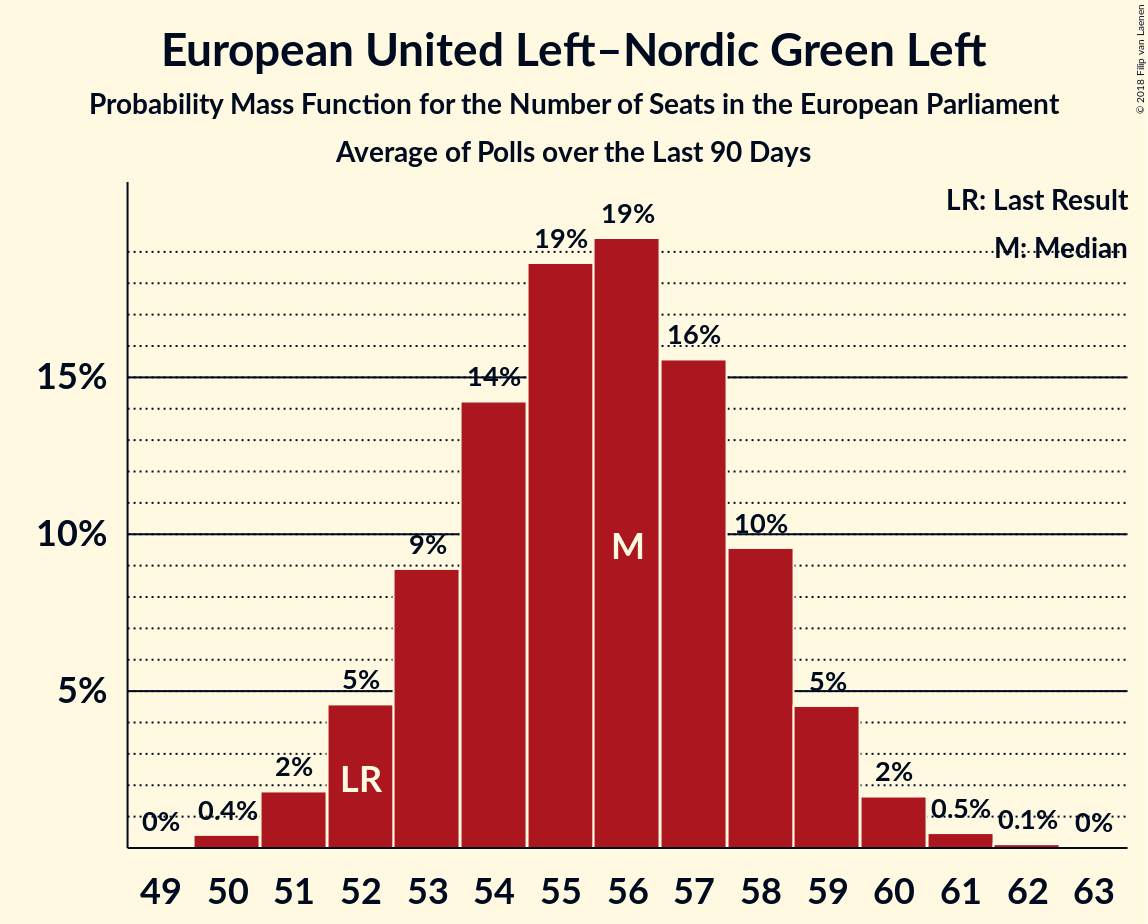 European United Left–Nordic Green Left
Probability Mass Function for the Number of Seats in the European Parliament
Average of Polls over the Last 90 Days
© 2018 Filip van Laenen
LR: Last Result
M: Median
15%
10%
5%
0%
0.4%
2%
5%
9%
14%
19%
19%
16%
10%
5%
2%
0.5%
0.1%
0%
LR
M
49 50 51 52 53 54 55 56 57 58 59 60 61 62 63